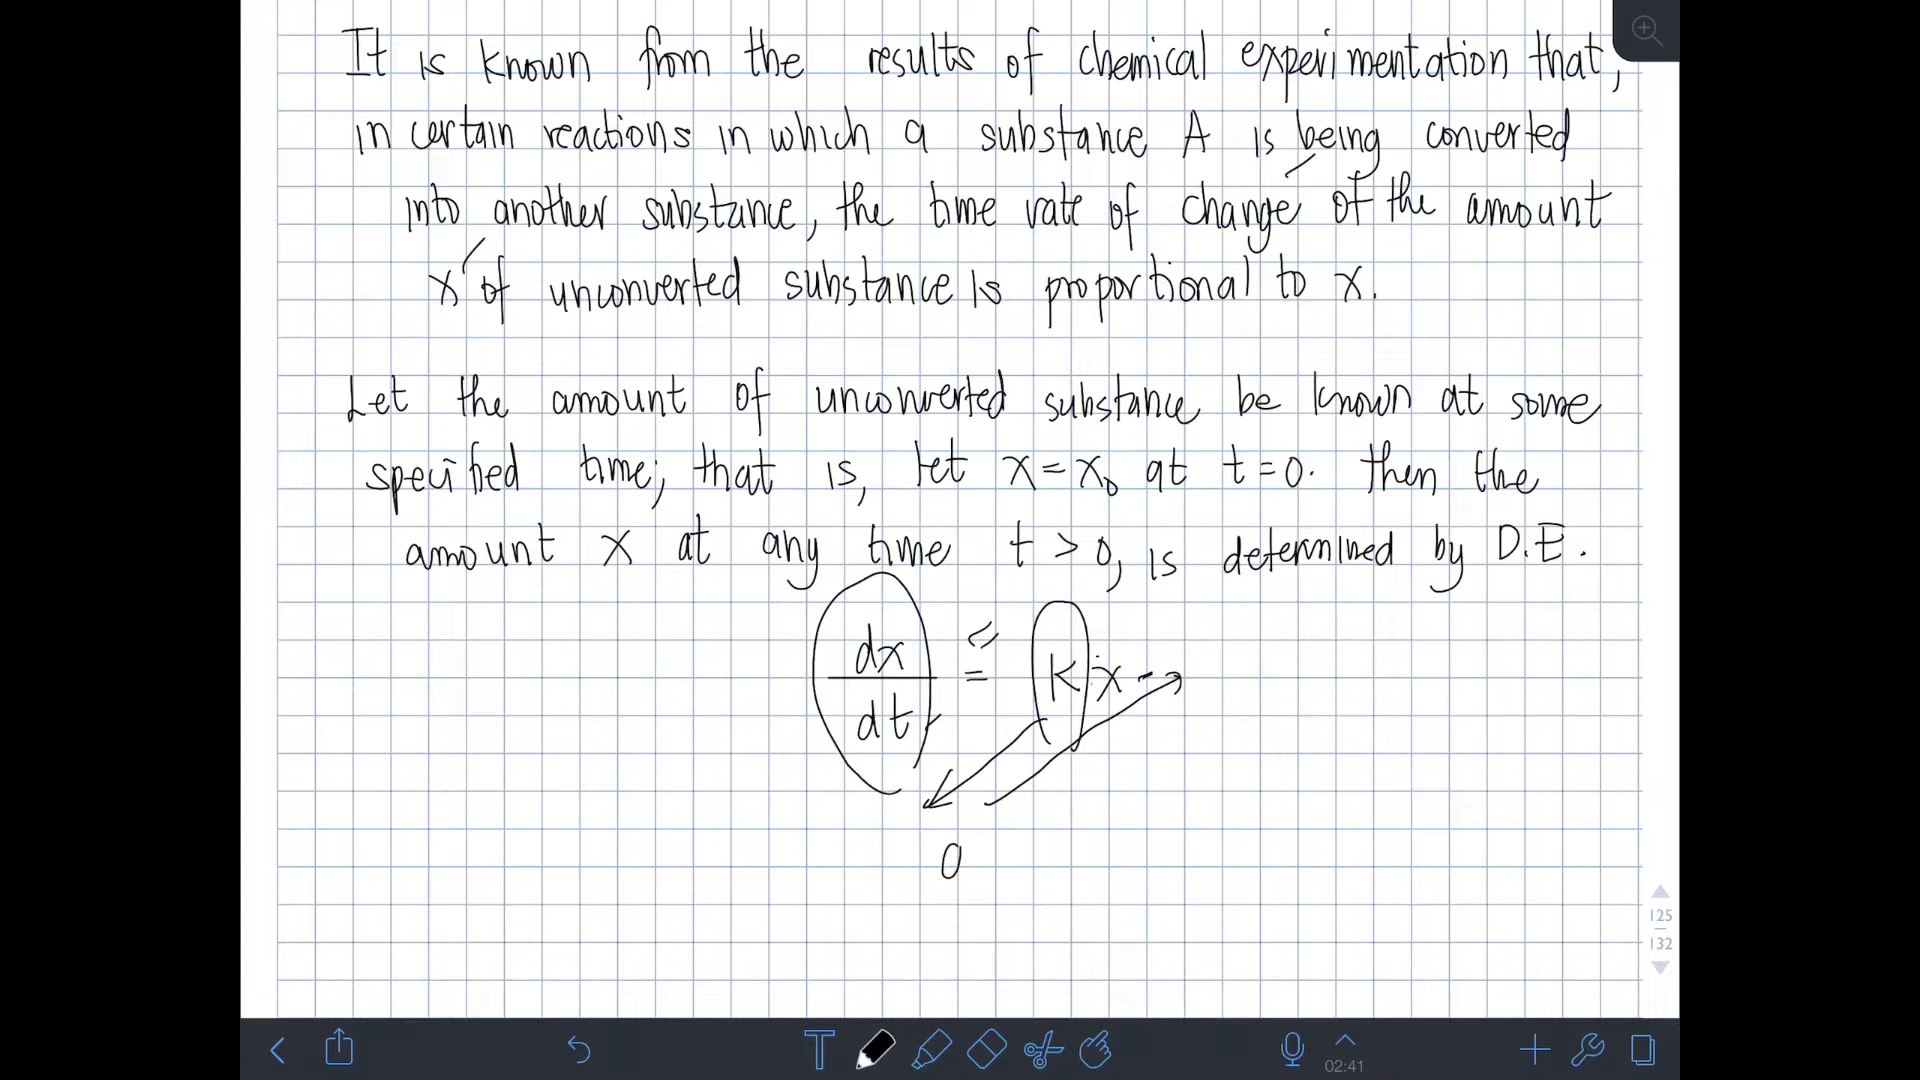 It is known from the results of chemical experimentation that,
in certain reactions in which a substance A is being converted
into another substance, the time rate of change of the amount
x of unconverted substance is proportional to x.
Let the amount of unconverted substance be known at some
specified time; that is, let x = x₀ at t = 0. then the
amount x at any time t > 0, is determined by D.E.
dx/dt = Kx
0
125
132
T
02:41